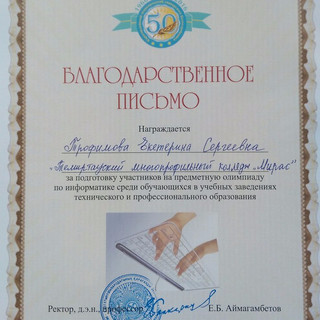 50
БЛАГОДАРСТВЕННОЕ
ПИСЬМО
Награждается
Трофимова Екатерина Сергеевна
"Темиртауский многопрофильный колледж "Мирас"
за подготовку участников на предметную олимпиаду
по информатике среди обучающихся в учебных заведениях
технического и профессионального образования
Ректор, д.э.н., профессор Е.Б. Аймагамбетов